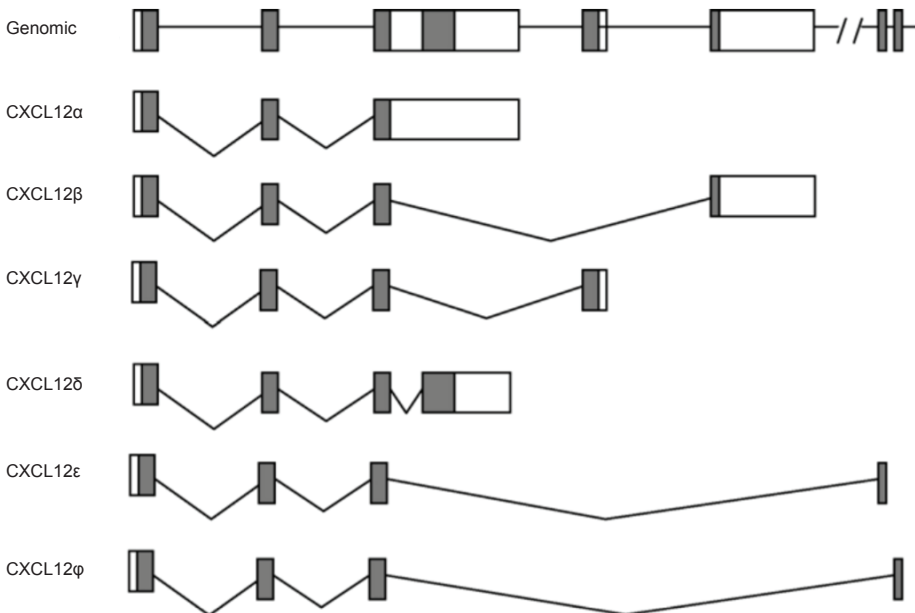 Genomic
CXCL12α
CXCL12β
CXCL12γ
CXCL12δ
CXCL12ε
CXCL12φ